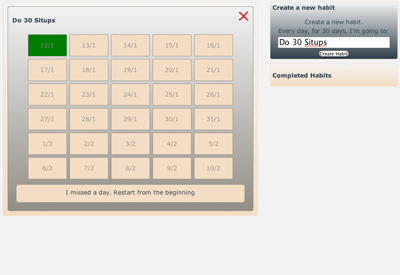 Do 30 Situps
12/1 13/1 14/1 15/1 16/1
17/1 18/1 19/1 20/1 21/1
22/1 23/1 24/1 25/1 26/1
27/1 28/1 29/1 30/1 31/1
1/2 2/2 3/2 4/2 5/2
6/2 7/2 8/2 9/2 10/2
I missed a day. Restart from the beginning
Create a new habit
Create a new habit.
Every day, for 30 days, I'm going to:
Do 30 Situps
Create Habit
Completed Habits